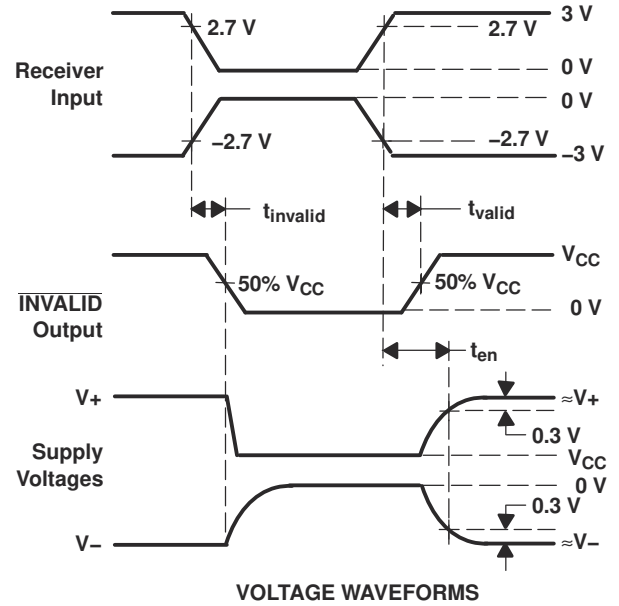 3 V
2.7 V
2.7 V
Receiver
Input
0 V
0 V
−2.7 V
−2.7 V
−3 V
tinvalid
tvalid
VCC
50% VCC
50% VCC
INVALID
Output
0 V
ten
V+
≈V+
0.3 V
Supply
Voltages
VCC
0 V
0.3 V
V−
≈V−
VOLTAGE WAVEFORMS